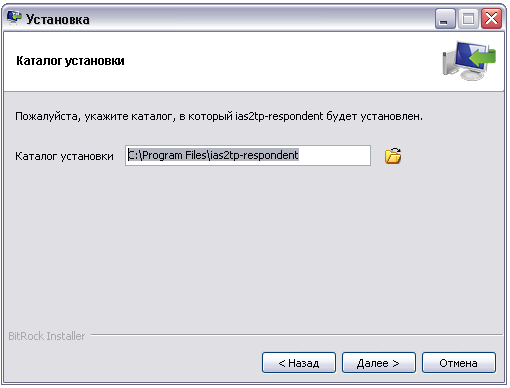 Установка
Каталог установки
Пожалуйста, укажите каталог, в который ias2tp-respondent будет установлен.
Каталог установки C:\Program Files\ias2tp-respondent
BitRock Installer
< Назад Далее > Отмена